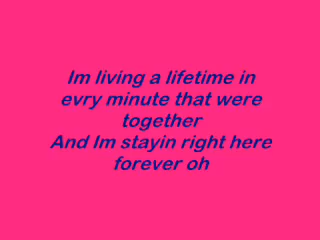 Im living a lifetime in
evry minute that were
together
And Im stayin right here
forever oh